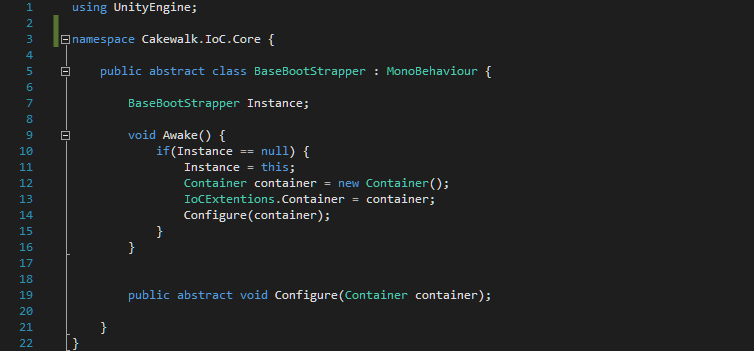 1 using UnityEngine;
2
3 namespace Cakewalk.IoC.Core {
4
5 public abstract class BaseBootStrapper : MonoBehaviour {
6
7 BaseBootStrapper Instance;
8
9 void Awake() {
10 if(Instance == null) {
11 Instance = this;
12 Container container = new Container();
13 IoCExtentions.Container = container;
14 Configure(container);
15 }
16 }
17
18
19 public abstract void Configure(Container container);
20
21 }
22 }